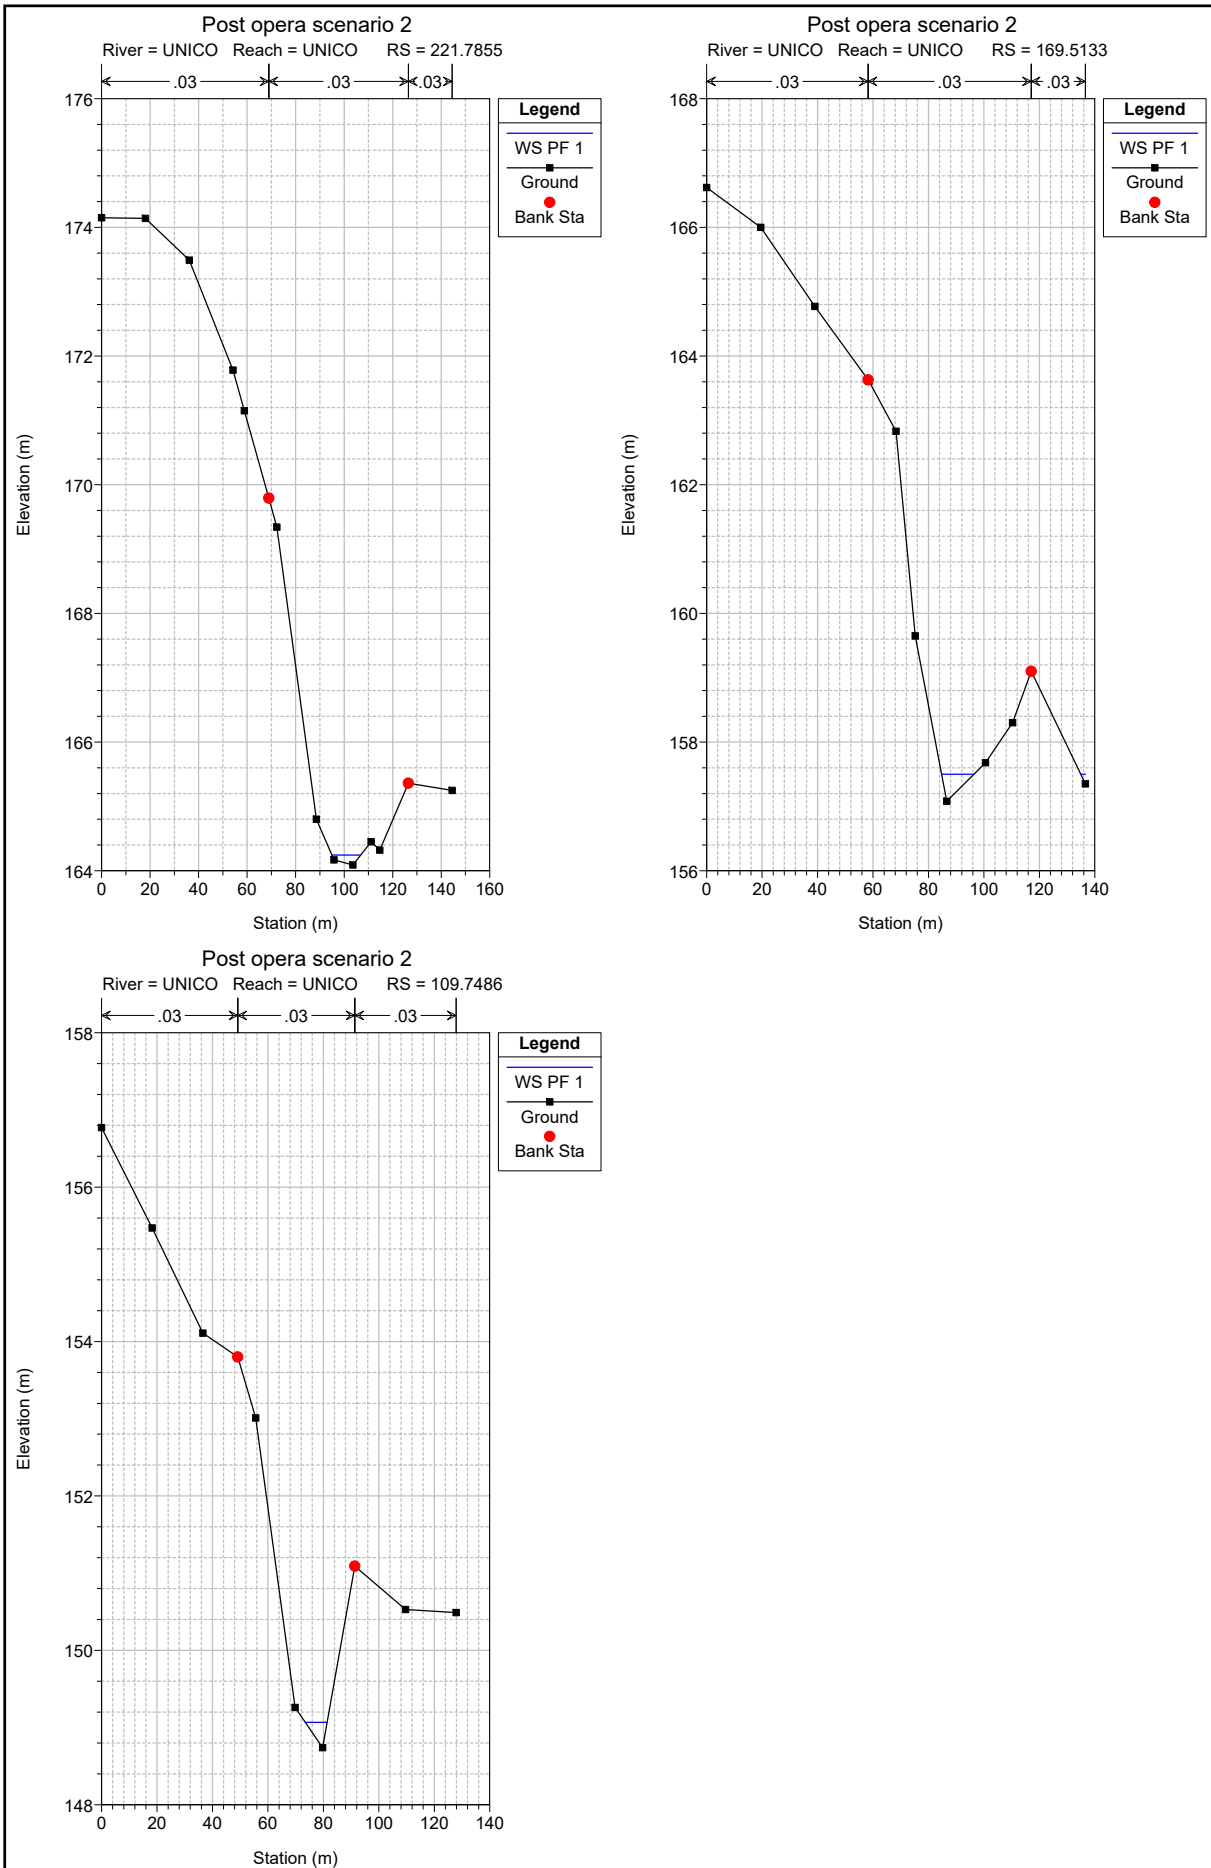 Post opera scenario 2
River = UNICO Reach = UNICO RS = 221.7855
.03 .03 .03
176
174
172
170
168
166
164
0 20 40 60 80 100 120 140 160
Station (m)
Elevation (m)
Legend
WS PF 1
Ground
Bank Sta
Post opera scenario 2
River = UNICO Reach = UNICO RS = 169.5133
.03 .03 .03
168
166
164
162
160
158
156
0 20 40 60 80 100 120 140
Station (m)
Elevation (m)
Legend
WS PF 1
Ground
Bank Sta
Post opera scenario 2
River = UNICO Reach = UNICO RS = 109.7486
.03 .03 .03
158
156
154
152
150
148
0 20 40 60 80 100 120 140
Station (m)
Elevation (m)
Legend
WS PF 1
Ground
Bank Sta